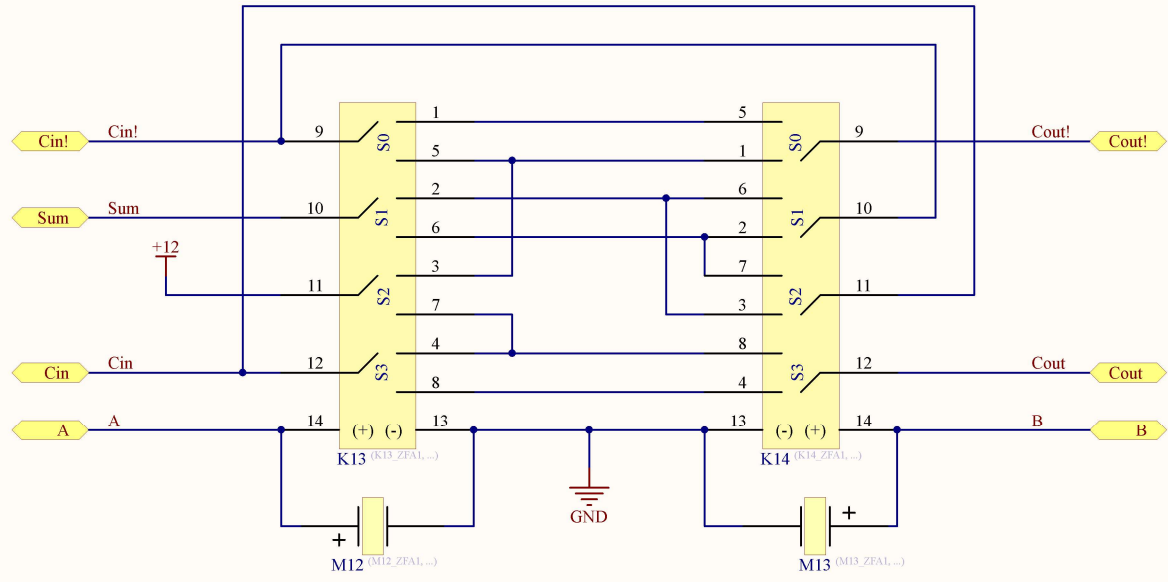 1 5
Cin! Cin! 9 S0 S0 9 Cout! Cout!
5 1
2 6
Sum Sum 10 S1 S1 10
6 2
+12
3 7
11 S2 S2 11
7 3
4 8
Cin Cin 12 S3 S3 12 Cout Cout
8 4
A A 14 (+) (-) 13 13 (-) (+) 14 B B
K13 (K13_ZFA1, ...) K14 (K14_ZFA1, ...)
GND
+ +
M12 (M12_ZFA1, ...) M13 (M13_ZFA1, ...)